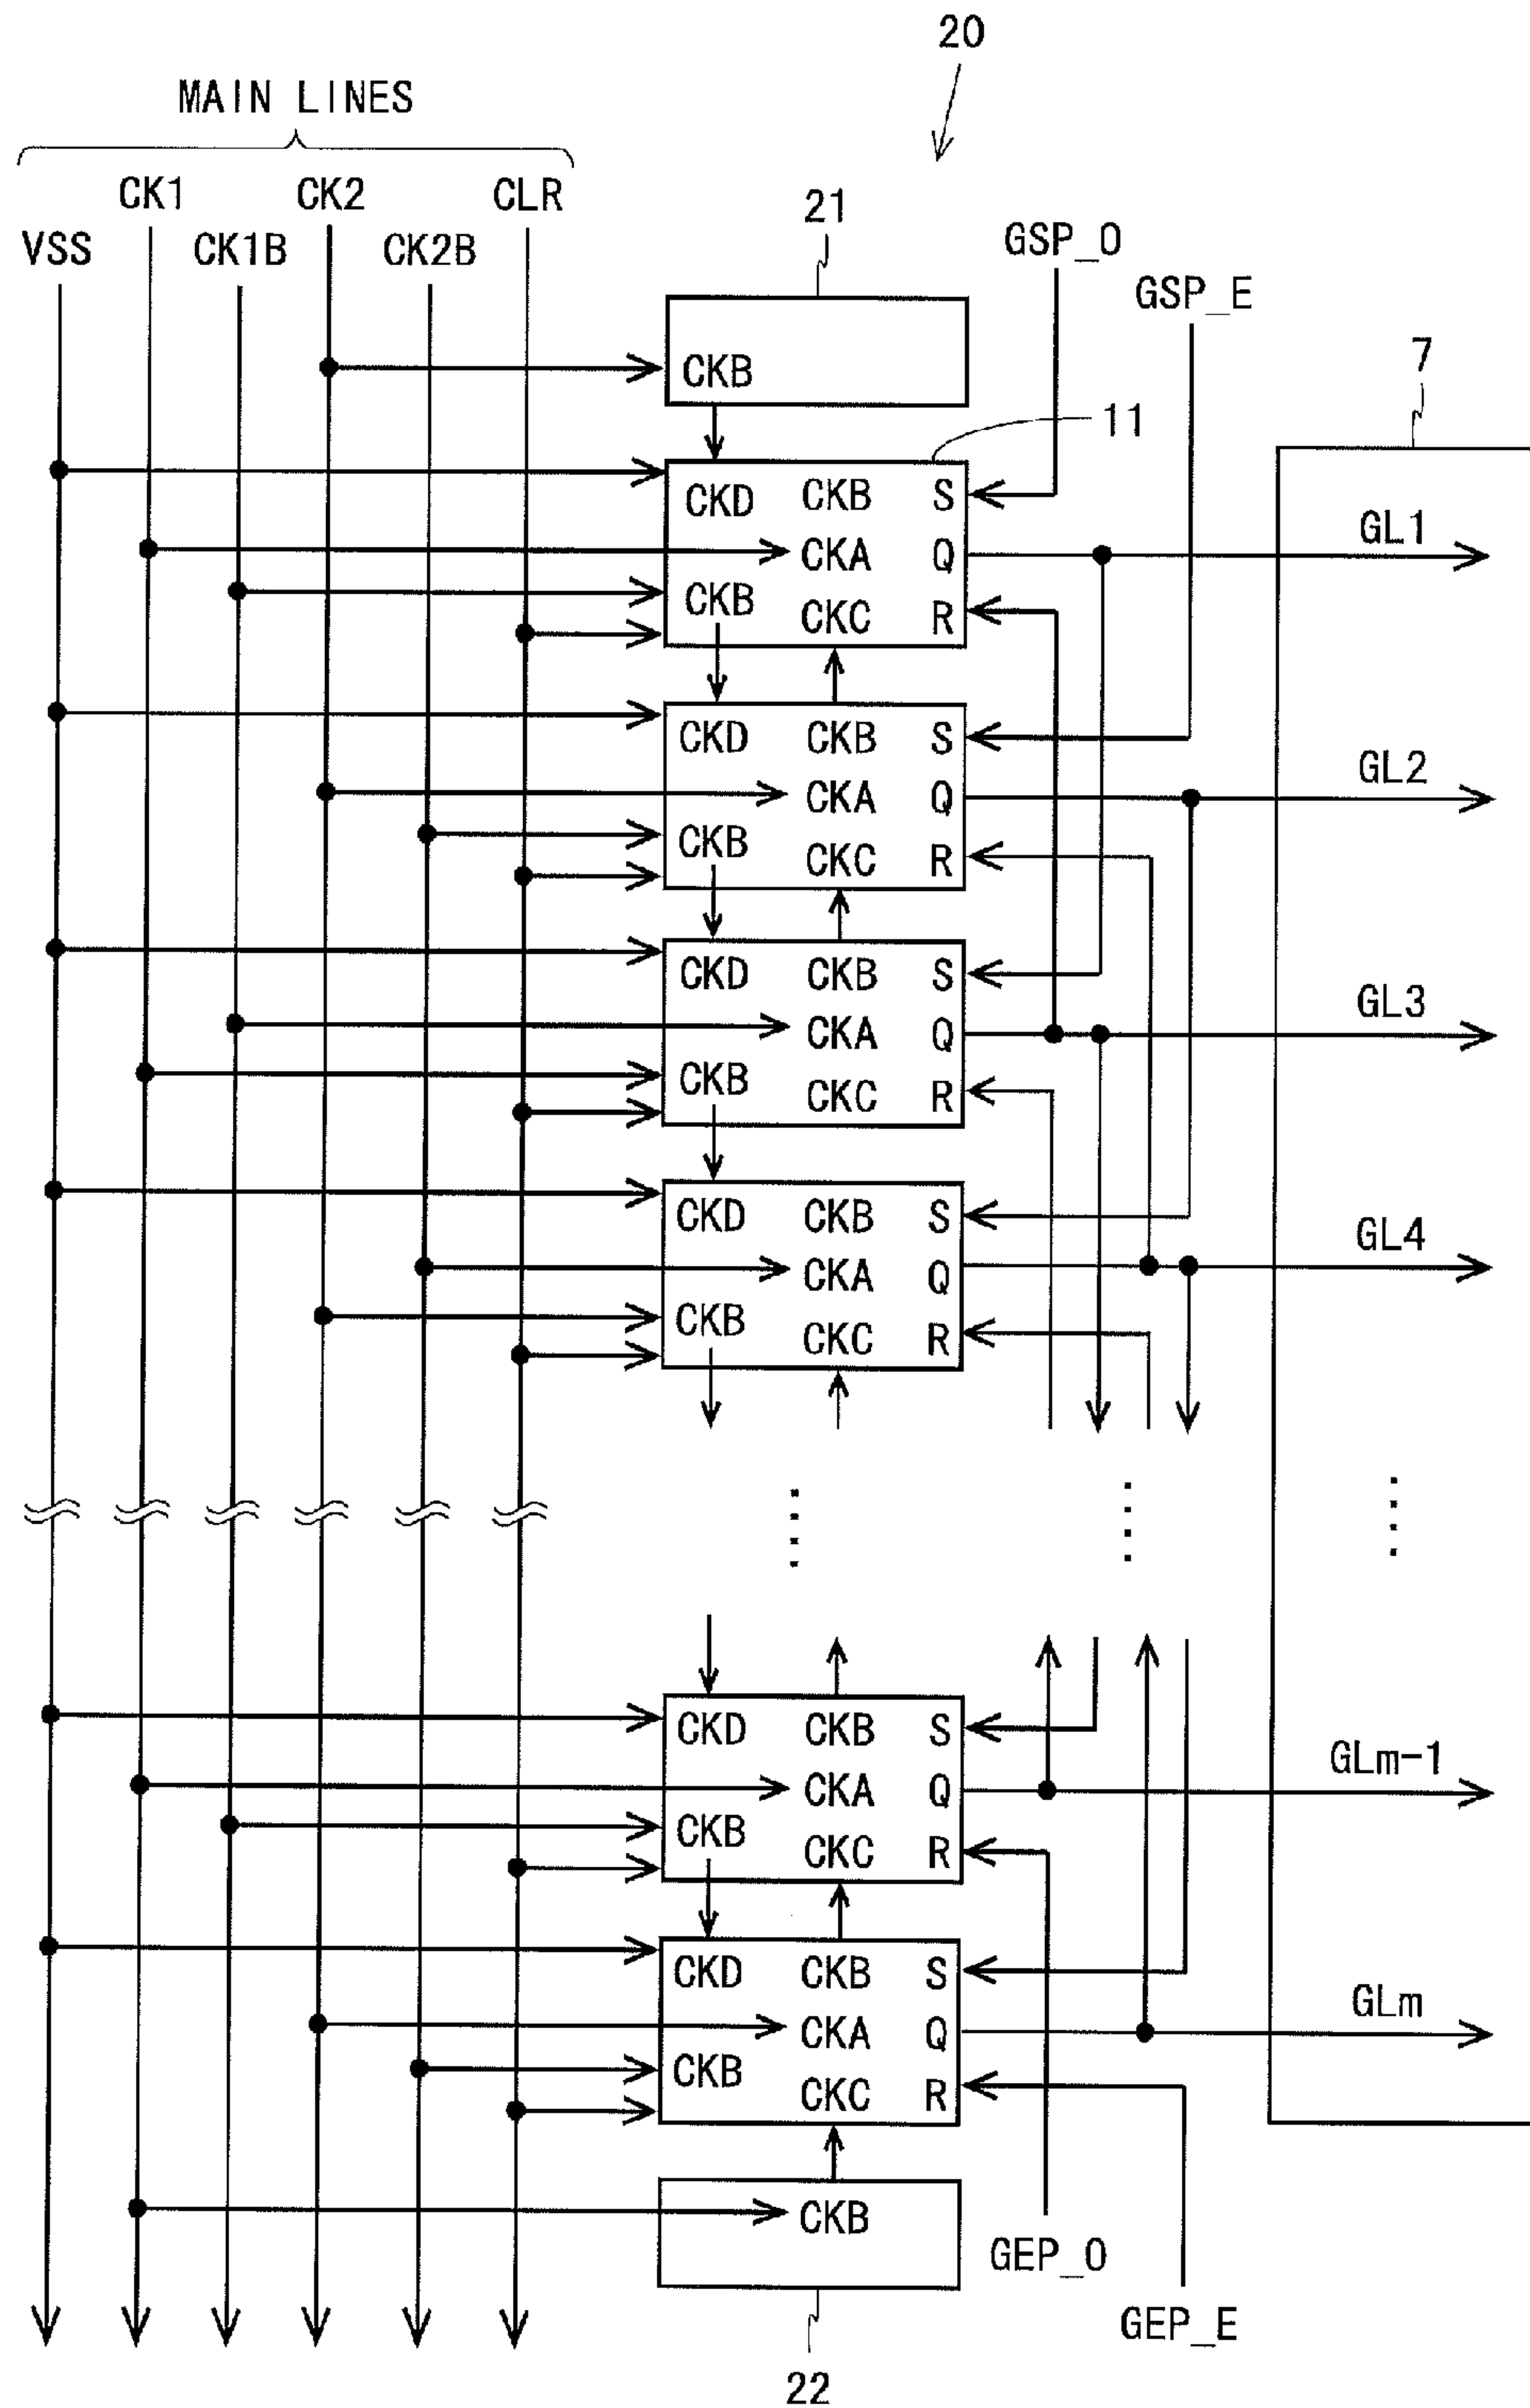 20
MAIN LINES
CK1 CK2 CLR
VSS CK1B CK2B
21
GSP_O
GSP_E
CKB
7
11
CKD CKB S
CKA Q GL1
CKB CKC R
CKD CKB S
CKA Q GL2
CKB CKC R
CKD CKB S
CKA Q GL3
CKB CKC R
CKD CKB S
CKA Q GL4
CKB CKC R
CKD CKB S
CKA Q GLm-1
CKB CKC R
CKD CKB S
CKA Q GLm
CKB CKC R
CKB
GEP_O
GEP_E
22